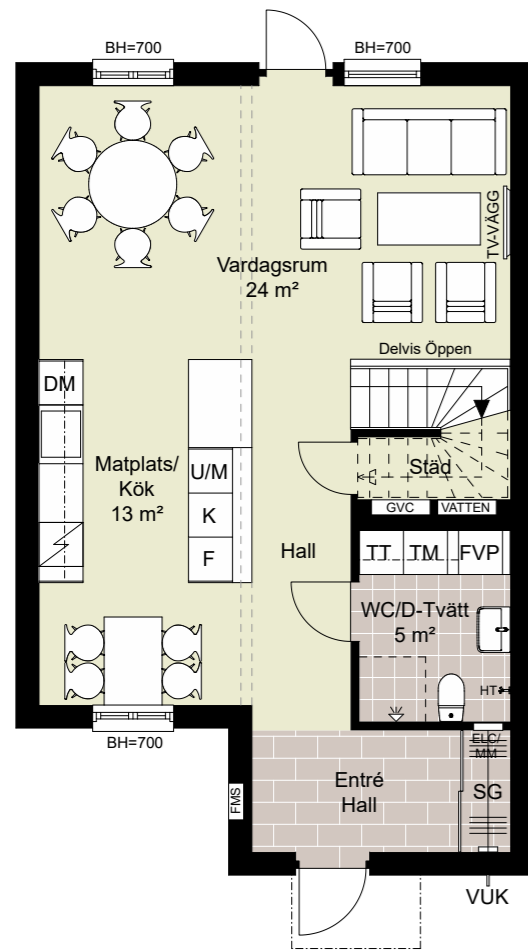 BH=700
BH=700
TV-VÄGG
Vardagsrum
24 m²
Delvis Öppen
DM
Matplats/
Kök
13 m²
U/M
K
F
Städ
GVC
VATTEN
Hall
TT
TM
FVP
WC/D-Tvätt
5 m²
HT
BH=700
ELC/
MM
FMS
Entré
Hall
SG
VUK